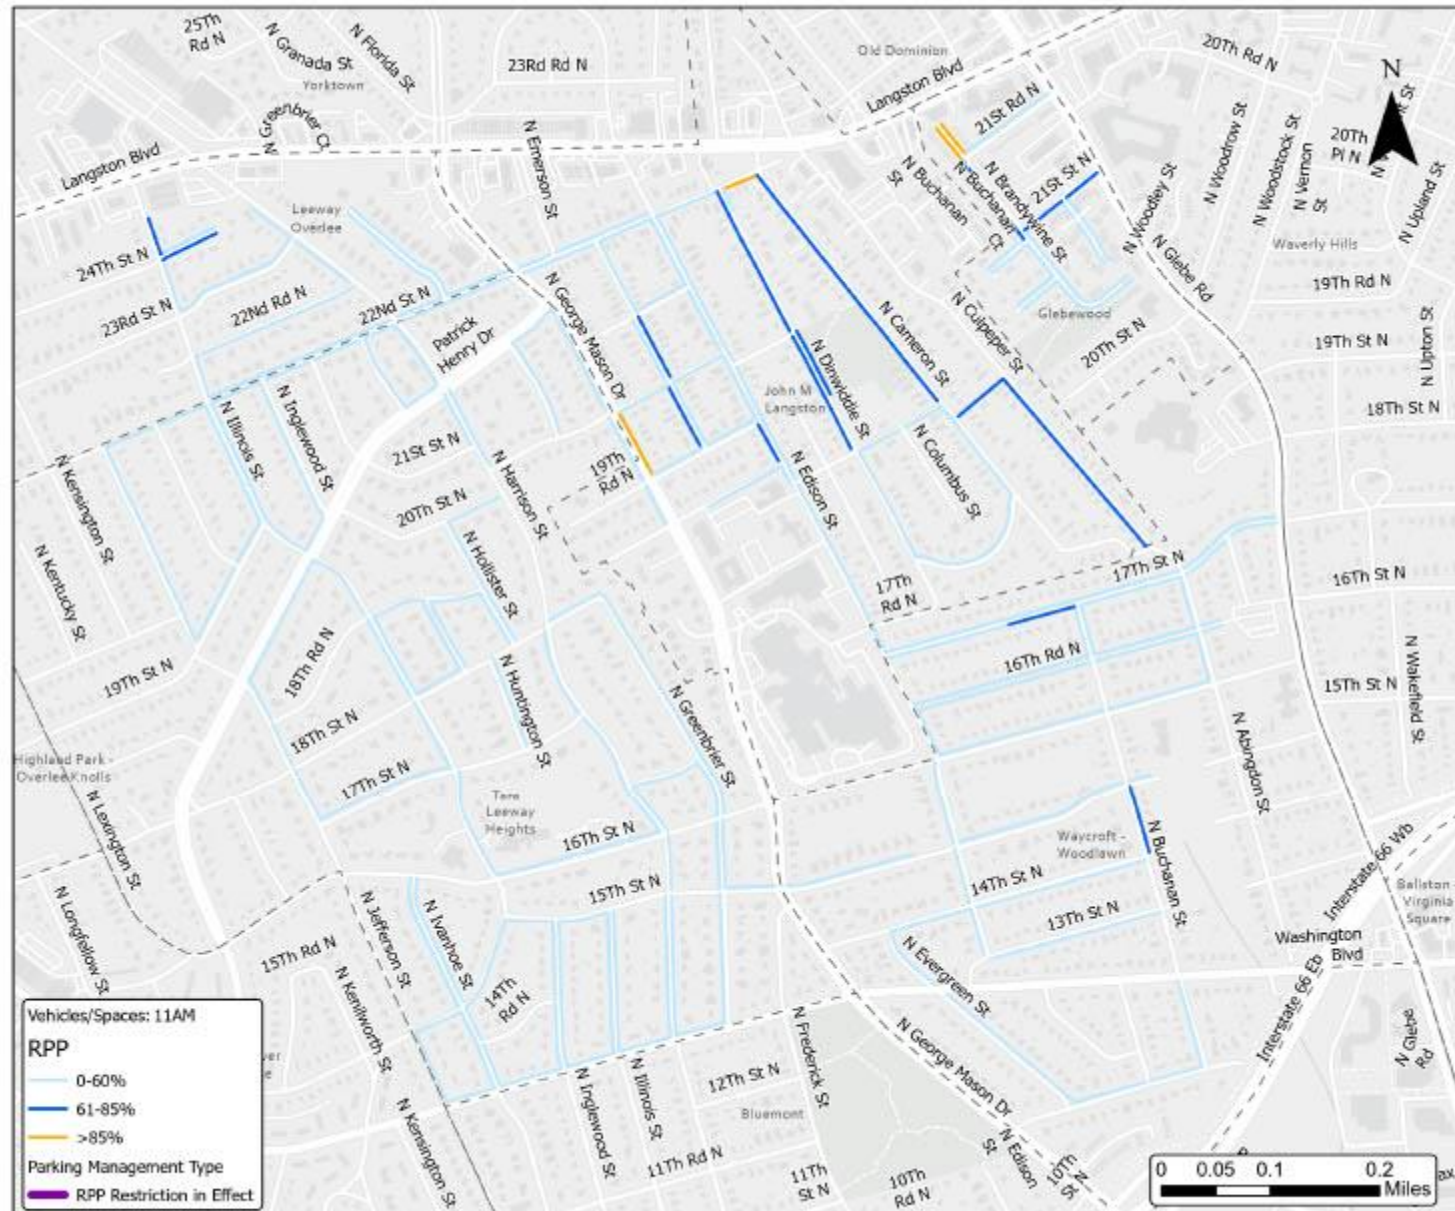 25Th
Rd N
N Granada St
N Florida St
Yorktown
23Rd Rd N
Old Dominion
Langston Blvd
20Th Rd N
N
N Greenbrier Ct
N Emerson St
21St Rd N
N Woodrow St
N Woodstock St
N Vernon
St
20Th
Pl N
N Upland St
Langston Blvd
N Buchanan
St
N Buchanan
Ct
N Brandywine St
21St St N
N Woodley St
Leeway
Overlee
Waverly Hills
24Th St N
23Rd St N
22Nd Rd N
22Nd St N
N George Mason Dr
N Glebe Rd
19Th Rd N
Patrick
Henry Dr
N Dinwiddie St
N Cameron St
N Culpeper St
Glebewood
20Th St N
19Th St N
N Upton St
John M
Langston
18Th St N
N Illinois St
N Inglewood St
21St St N
N Harrison St
19Th
Rd N
N Edison St
N Columbus St
N Kensington St
20Th St N
N Hollister St
N Kentucky St
17Th
Rd N
17Th St N
16Th St N
16Th Rd N
19Th St N
18Th Rd N
18Th St N
N Huntington St
N Greenbrier St
15Th St N
N Wakefield St
N Abingdon St
Highland Park -
Overlee Knolls
17Th St N
N Lexington St
Tara
Leeway
Heights
16Th St N
Waycroft -
Woodlawn
N Buchanan St
Interstate 66 Wb
15Th St N
14Th St N
Ballston -
Virginia
Square
N Longfellow St
N Jefferson St
N Ivanhoe St
13Th St N
Washington
Blvd
15Th Rd N
N Kenilworth St
14Th
Rd N
N Evergreen St
Interstate 66 Eb
N Glebe
Rd
N Frederick St
N George Mason Dr
12Th St N
Bluemont
N Inglewood St
N Illinois St
N Kensington St
11Th Rd N
11Th
St N
10Th
Rd N
N Edison
St
10Th
St N
Vehicles/Spaces: 11AM
RPP
0-60%
61-85%
>85%
Parking Management Type
RPP Restriction in Effect
0 0.05 0.1 0.2
Miles